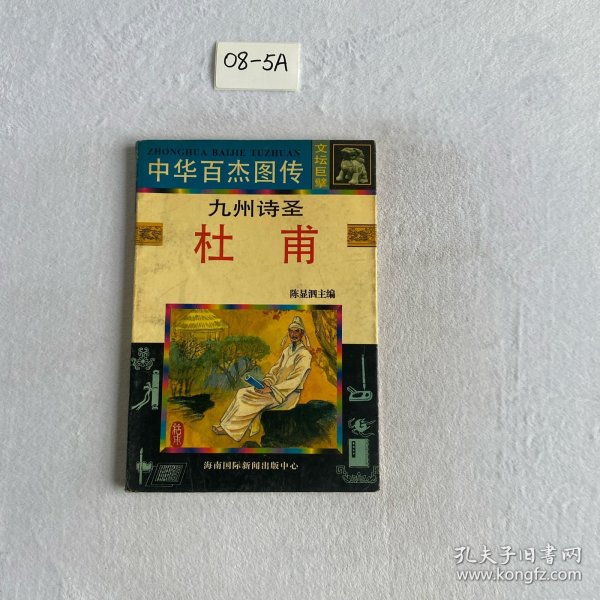 08-5A
ZHONGHUA BAIJIE TUZHUAN
中华百杰图传
文坛巨擘
九州诗圣
杜甫
陈显泗主编
海南国际新闻出版中心
孔夫子旧书网
www.kongfz.com